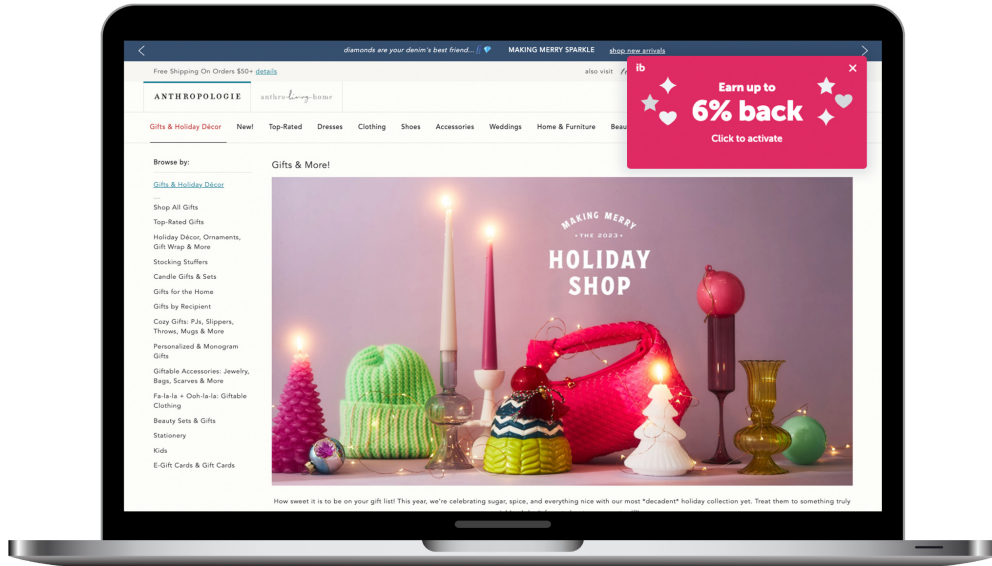 diamonds are your denim's best friend...
MAKING MERRY SPARKLE
shop new arrivals
Free Shipping On Orders $50+ details
also visit
ib
Earn up to
6% back
Click to activate
ANTHROPOLOGIE
anthro-living-home
Gifts & Holiday Décor New! Top-Rated Dresses Clothing Shoes Accessories Weddings Home & Furniture
Browse by:
Gifts & Holiday Décor
Shop All Gifts
Top-Rated Gifts
Holiday Décor, Ornaments,
Gift Wrap & More
Stocking Stuffers
Candle Gifts & Sets
Gifts for the Home
Gifts by Recipient
Cozy Gifts: PJs, Slippers,
Throws, Mugs & More
Personalized & Monogram
Gifts
Giftable Accessories: Jewelry,
Bags, Scarves & More
Fa-la-la + Ooh-la-la: Giftable
Clothing
Beauty Sets & Gifts
Stationery
Kids
E-Gift Cards & Gift Cards
Gifts & More!
MAKING MERRY
• THE 2023 •
HOLIDAY
SHOP
How sweet it is to be on your gift list! This year, we're celebrating sugar, spice, and everything nice with our most *decadent* holiday collection yet. Treat them to something truly